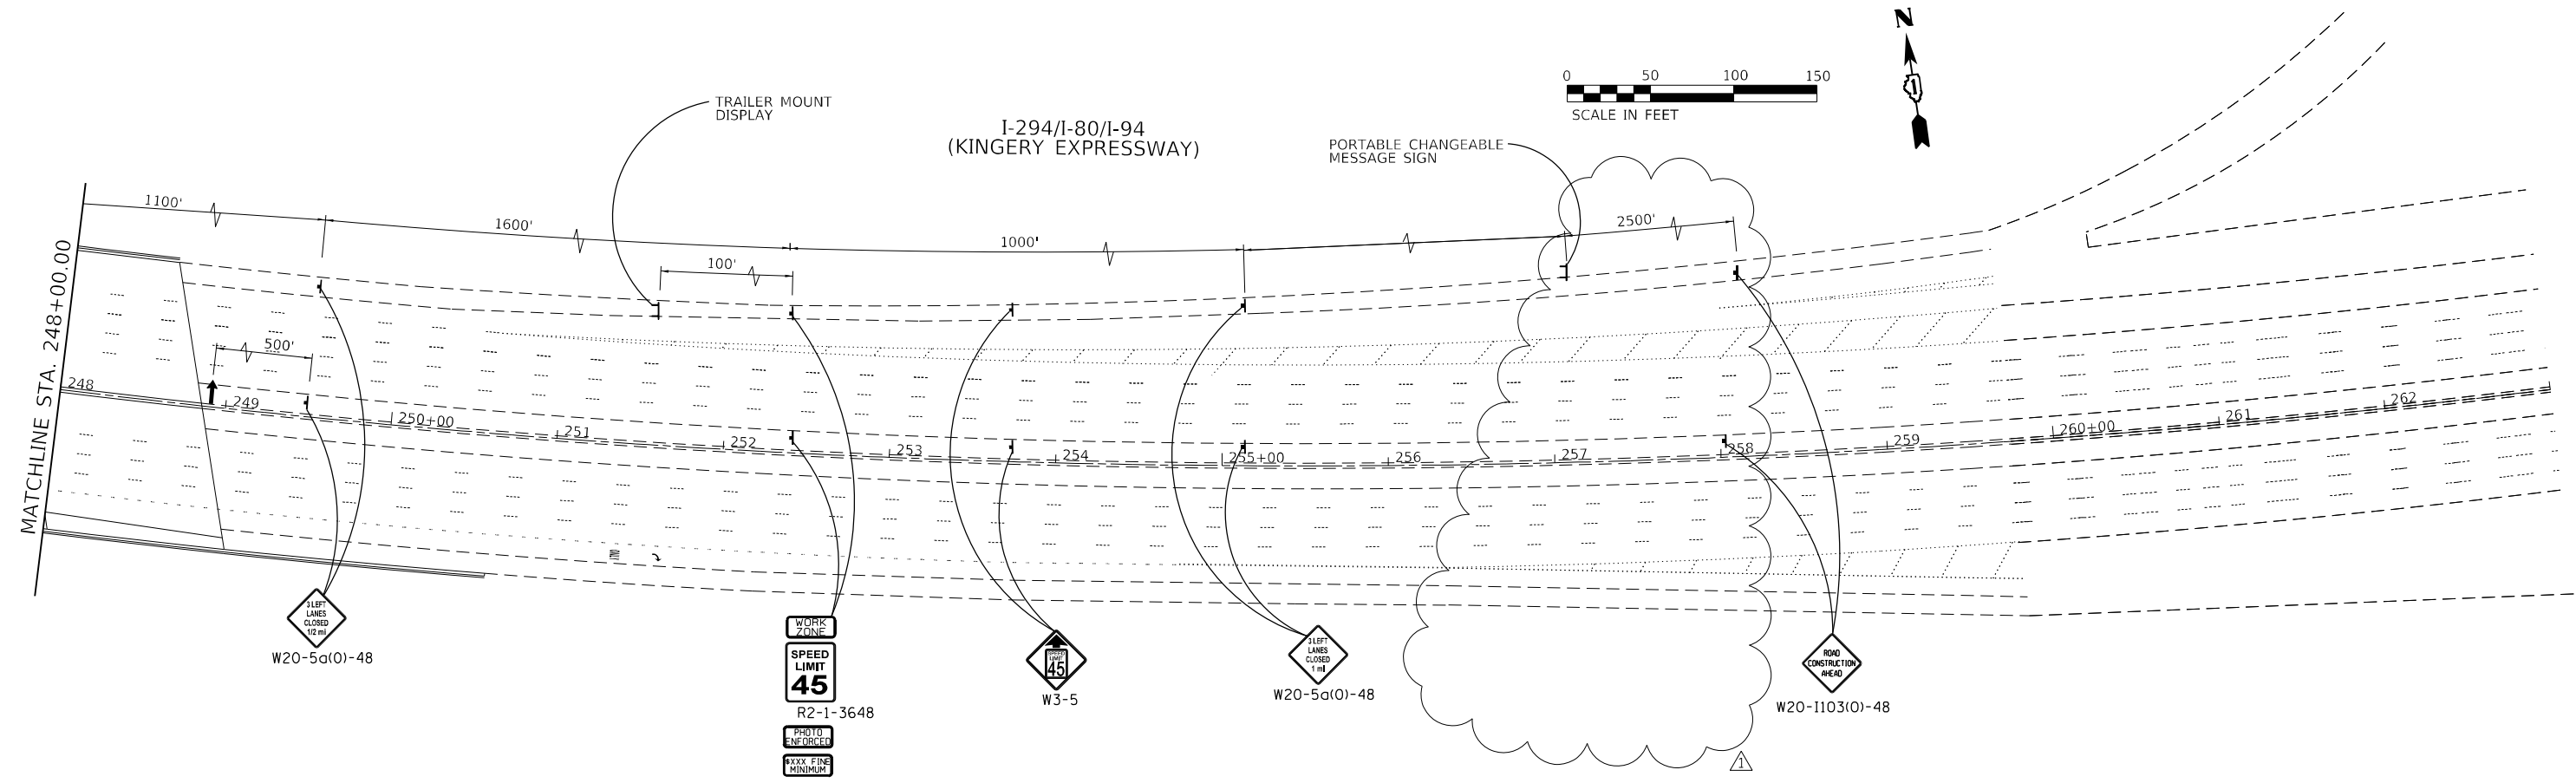 N
0 50 100 150
SCALE IN FEET
TRAILER MOUNT
DISPLAY
I-294/I-80/I-94
(KINGERY EXPRESSWAY)
PORTABLE CHANGEABLE
MESSAGE SIGN
1100'
1600'
1000'
2500'
100'
500'
MATCHLINE STA. 248+00.00
248
249
250+00
251
252
253
254
255+00
256
257
258
259
260+00
261
262
3 LEFT
LANES
CLOSED
1/2 mi
W20-5a(O)-48
WORK
ZONE
SPEED
LIMIT
45
R2-1-3648
PHOTO
ENFORCED
$XXX FINE
MINIMUM
SPEED
LIMIT
45
W3-5
3 LEFT
LANES
CLOSED
1 mi
W20-5a(O)-48
ROAD
CONSTRUCTION
AHEAD
W20-I103(O)-48
1